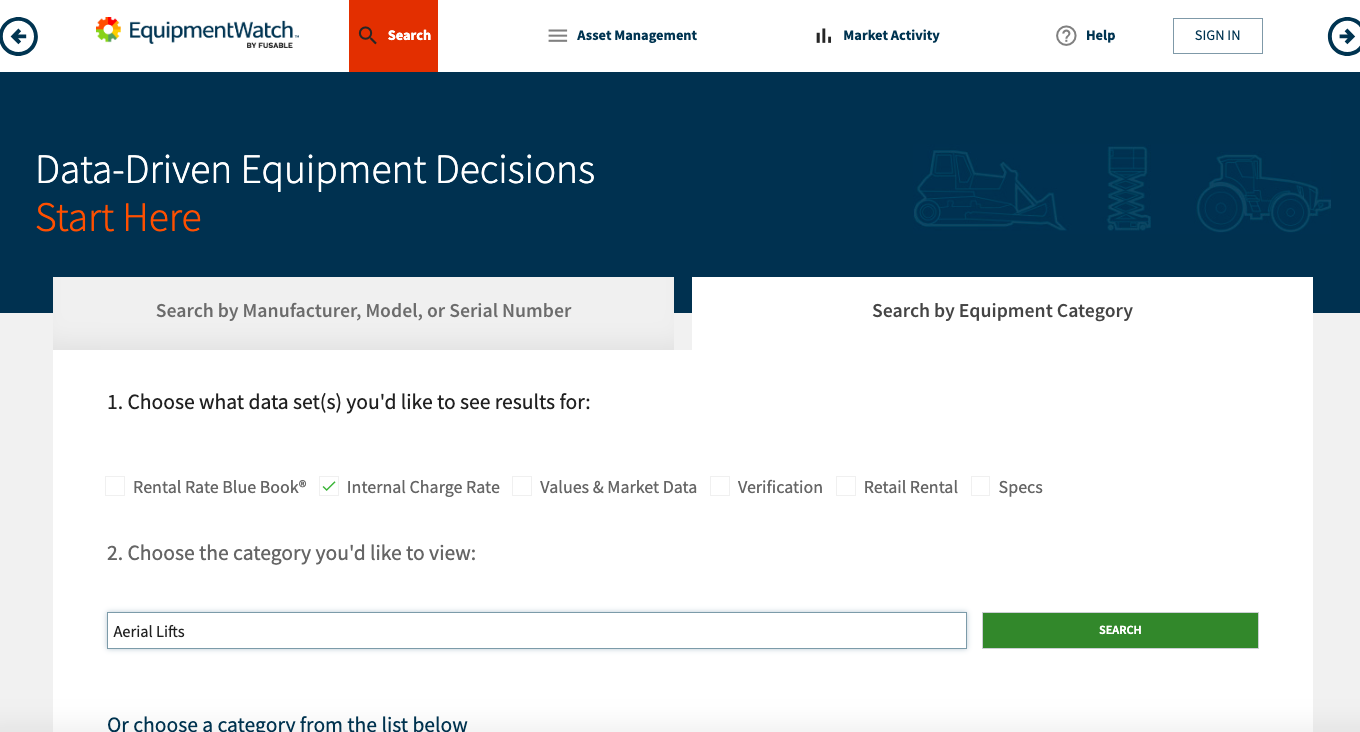 EquipmentWatch™
BY FUSABLE
Search
Asset Management
Market Activity
Help
SIGN IN
Data-Driven Equipment Decisions
Start Here
Search by Manufacturer, Model, or Serial Number
Search by Equipment Category
1. Choose what data set(s) you'd like to see results for:
Rental Rate Blue Book® Internal Charge Rate Values & Market Data Verification Retail Rental Specs
2. Choose the category you'd like to view:
Aerial Lifts
SEARCH
Or choose a category from the list below